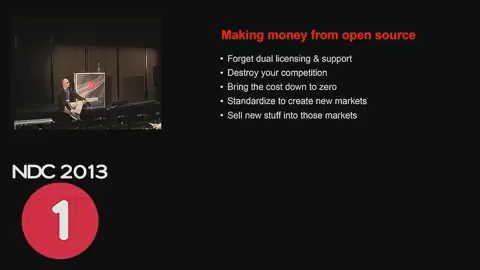 Making money from open source
• Forget dual licensing & support
• Destroy your competition
• Bring the cost down to zero
• Standardize to create new markets
• Sell new stuff into those markets
NDC 2013
1